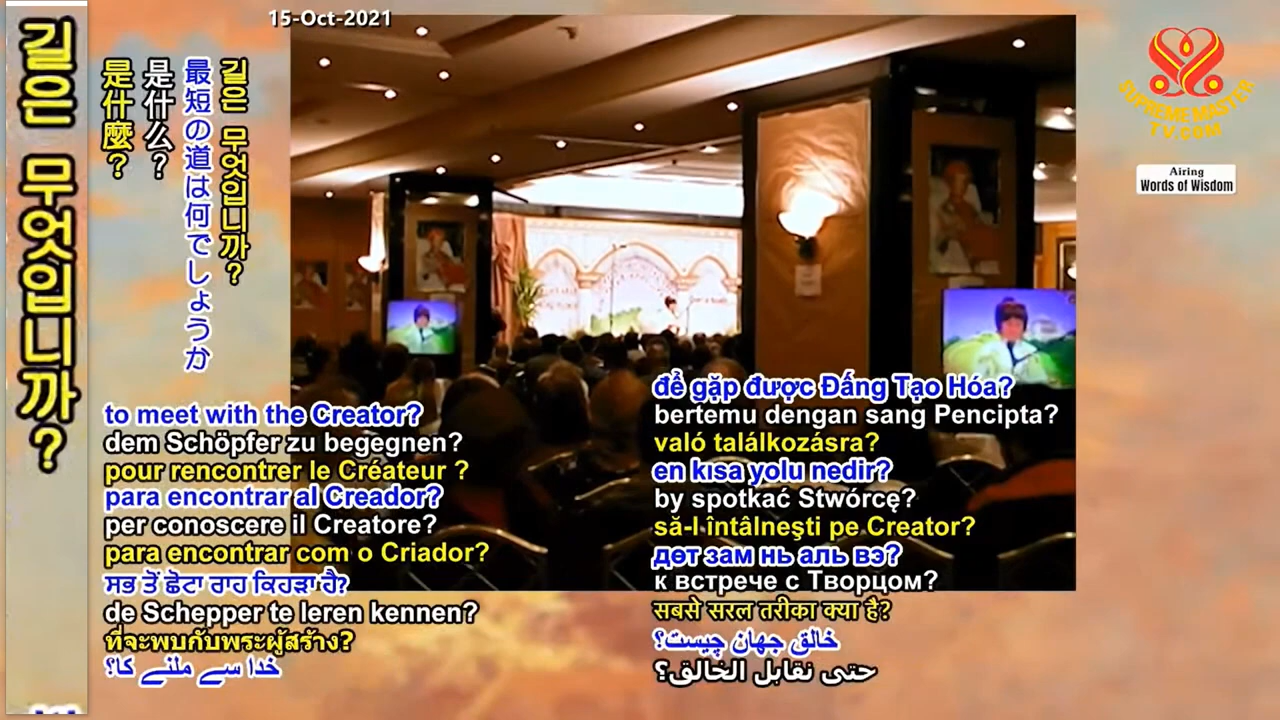 15-Oct-2021
길은 무엇입니까?
길은 무엇입니까?
最短の道は何でしょうか
是什么？
是什麼？
SUPREME MASTER
TV.COM
Airing
Words of Wisdom
to meet with the Creator?
dem Schöpfer zu begegnen?
pour rencontrer le Créateur ?
para encontrar al Creador?
per conoscere il Creatore?
para encontrar com o Criador?
ਸਭ ਤੋਂ ਛੋਟਾ ਰਾਹ ਕਿਹੜਾ ਹੈ?
de Schepper te leren kennen?
ที่จะพบกับพระผู้สร้าง?
خدا سے ملنے کا؟
để gặp được Đấng Tạo Hóa?
bertemu dengan sang Pencipta?
való találkozásra?
en kısa yolu nedir?
by spotkać Stwórcę?
să-l întâlneşti pe Creator?
дөт зам нь аль вэ?
к встрече с Творцом?
सबसे सरल तरीका क्या है?
خالق جهان چیست؟
حتى نقابل الخالق؟